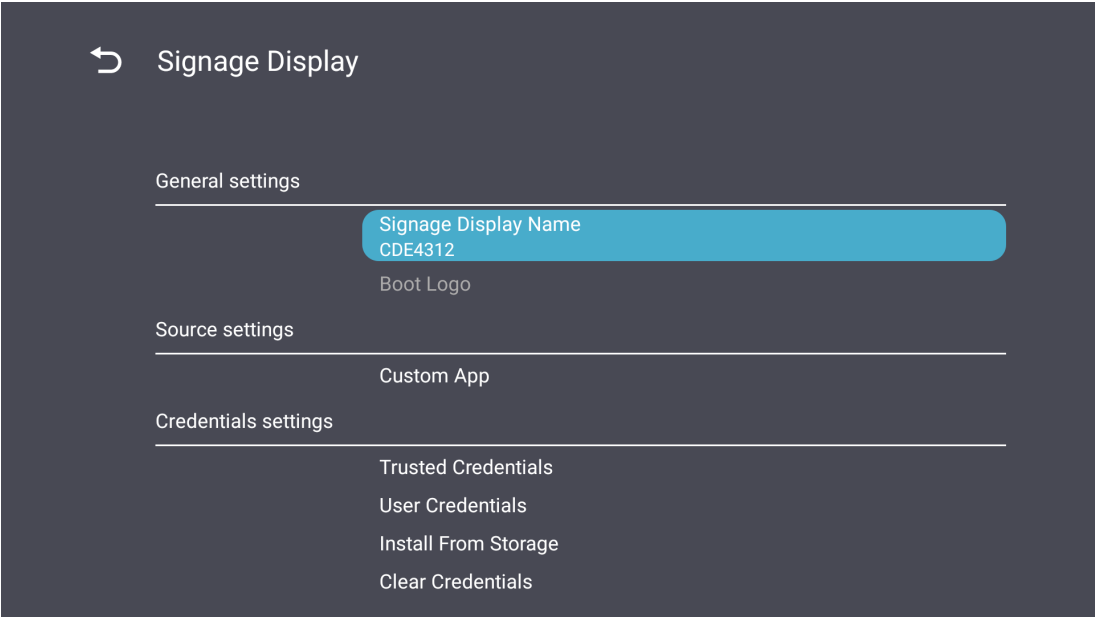 Signage Display
General settings
Signage Display Name
CDE4312
Boot Logo
Source settings
Custom App
Credentials settings
Trusted Credentials
User Credentials
Install From Storage
Clear Credentials